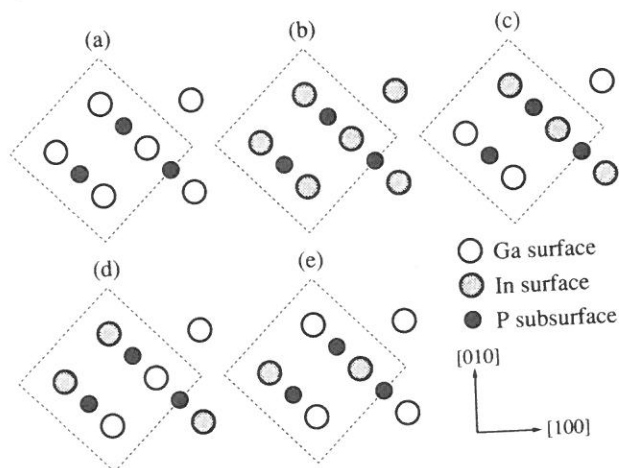 (a)
(b)
(c)
(d)
(e)
Ga surface
In surface
P subsurface
[010]
[100]